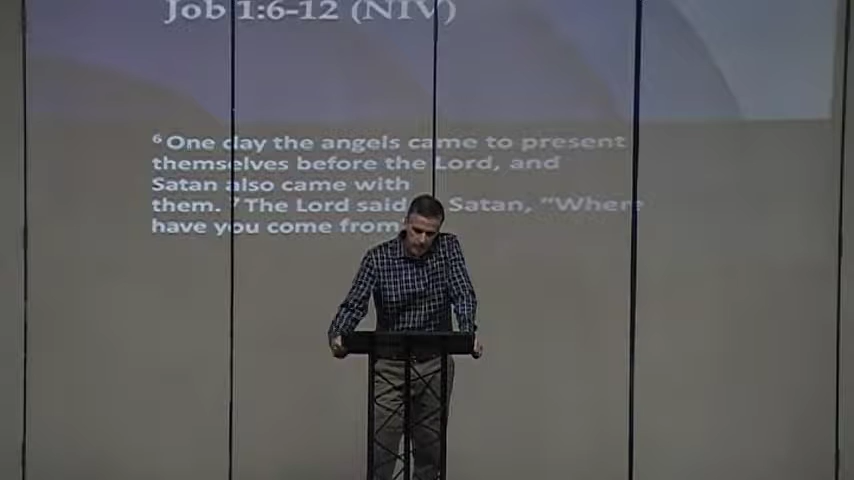 Job 1:6-12 (NIV)
⁶ One day the angels came to present
themselves before the Lord, and
Satan also came with
them. ⁷ The Lord said Satan, “Where
have you come from